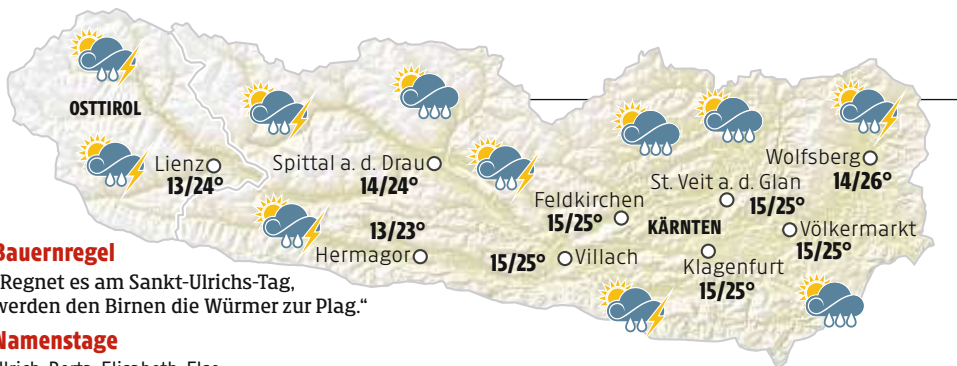 OSTTIROL
Lienz
13/24°
Spittal a. d. Drau
14/24°
13/23°
Hermagor
Feldkirchen
15/25°
15/25° Villach
KÄRNTEN
St. Veit a. d. Glan
15/25°
Wolfsberg
14/26°
Völkermarkt
15/25°
Klagenfurt
15/25°
Bauernregel
Regnet es am Sankt-Ulrichs-Tag,
werden den Birnen die Würmer zur Plag.“
Namenstage